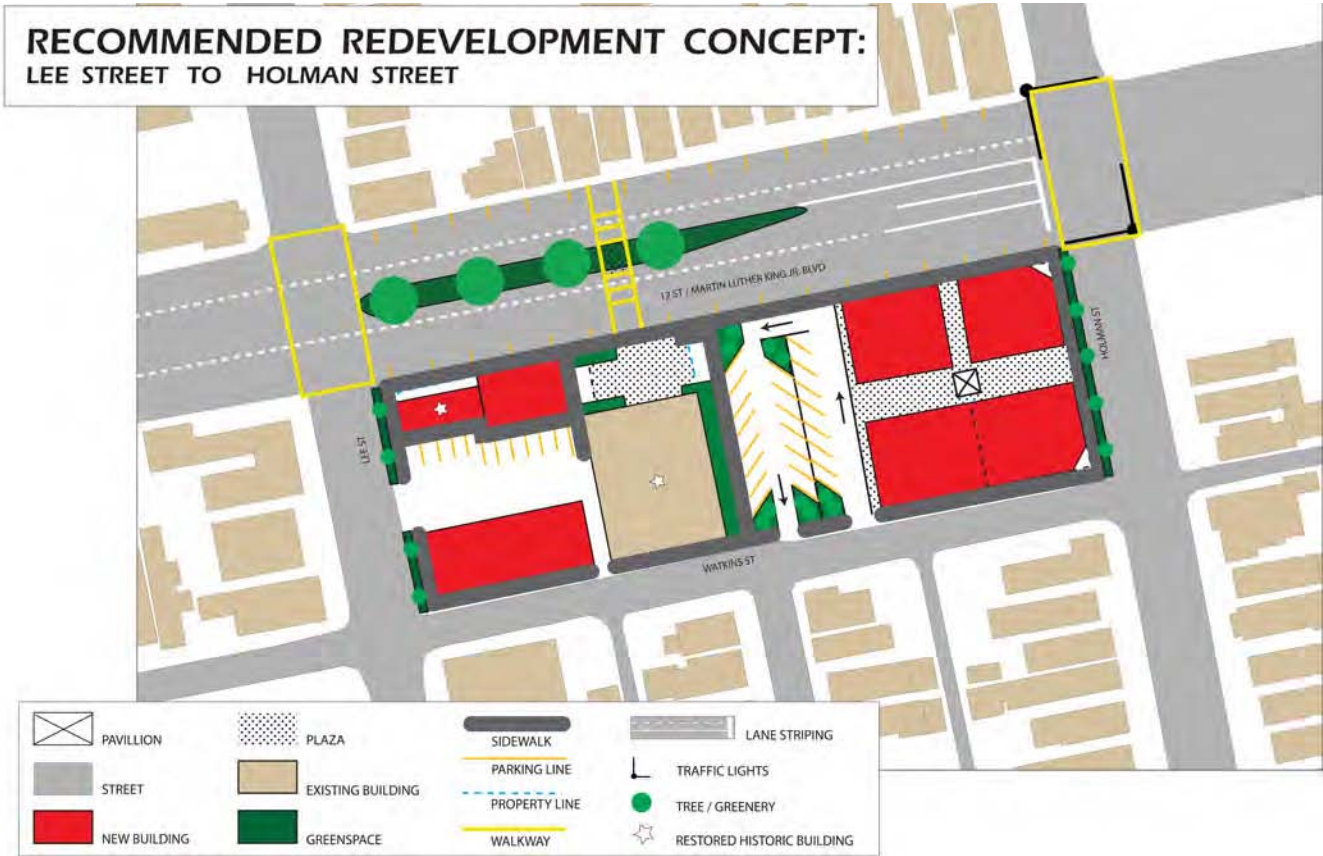 RECOMMENDED REDEVELOPMENT CONCEPT:
LEE STREET TO HOLMAN STREET
12 ST / MARTIN LUTHER KING JR. BLVD
HOLMAN ST
LEE ST
WATKINS ST
PAVILLION
PLAZA
SIDEWALK
LANE STRIPING
STREET
EXISTING BUILDING
PARKING LINE
TRAFFIC LIGHTS
PROPERTY LINE
TREE / GREENERY
NEW BUILDING
GREENSPACE
WALKWAY
RESTORED HISTORIC BUILDING